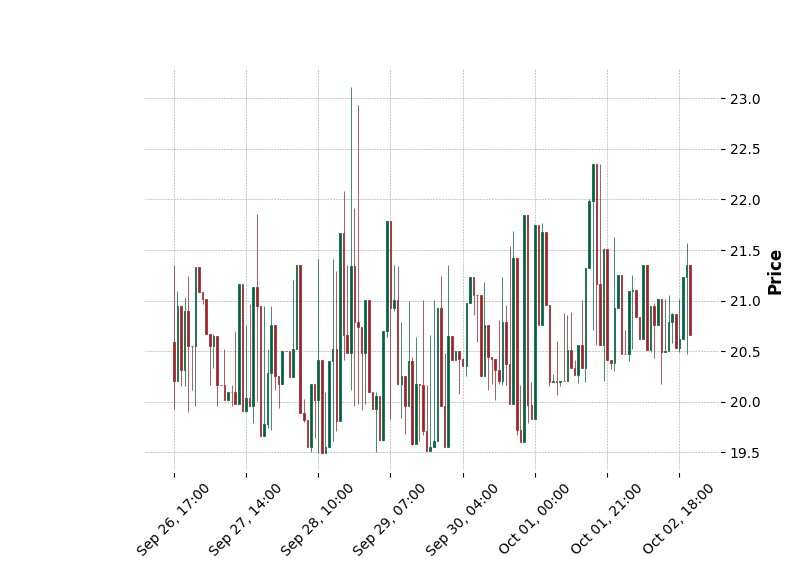 23.0
22.5
22.0
21.5
21.0
20.5
20.0
19.5
Price
Sep 26, 17:00
Sep 27, 14:00
Sep 28, 10:00
Sep 29, 07:00
Sep 30, 04:00
Oct 01, 00:00
Oct 01, 21:00
Oct 02, 18:00